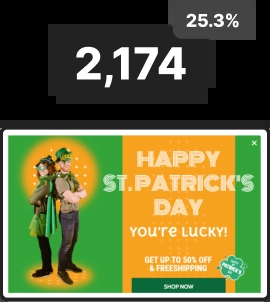 25.3%
2,174
×
HAPPY
ST.PATRICK'S
DAY
YOU'RE LUCKY!
GET UP TO 50% OFF
& FREESHIPPING
SHOP NOW